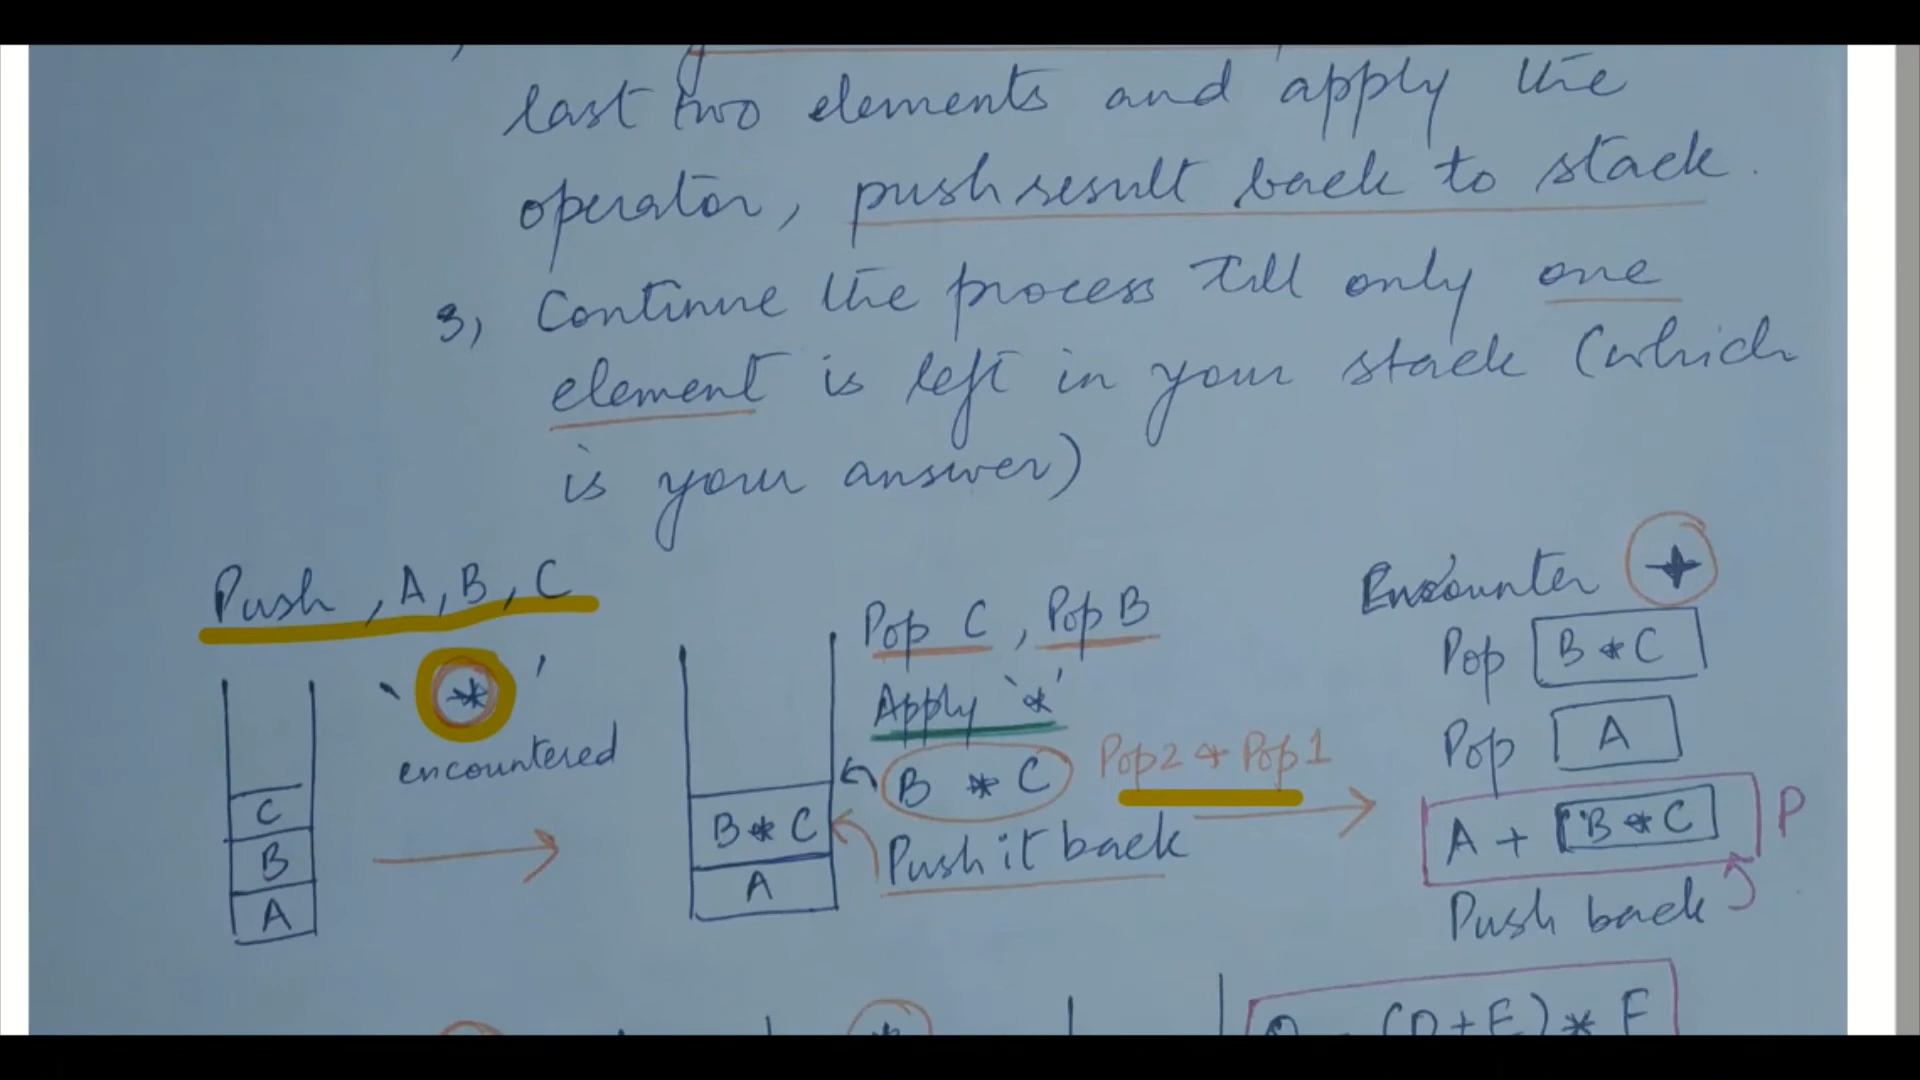 last two elements and apply the
operator, push result back to stack.
3, Continue the process till only one
element is left in your stack (which
is your answer)
Push, A, B, C
' * '
encountered
C
B
A
Pop C, Pop B
Apply '*'
B * C
Push it back
B * C
A
Pop2 + Pop1
Encounter +
Pop B * C
Pop A
A + B * C P
Push back
(D+E) * F